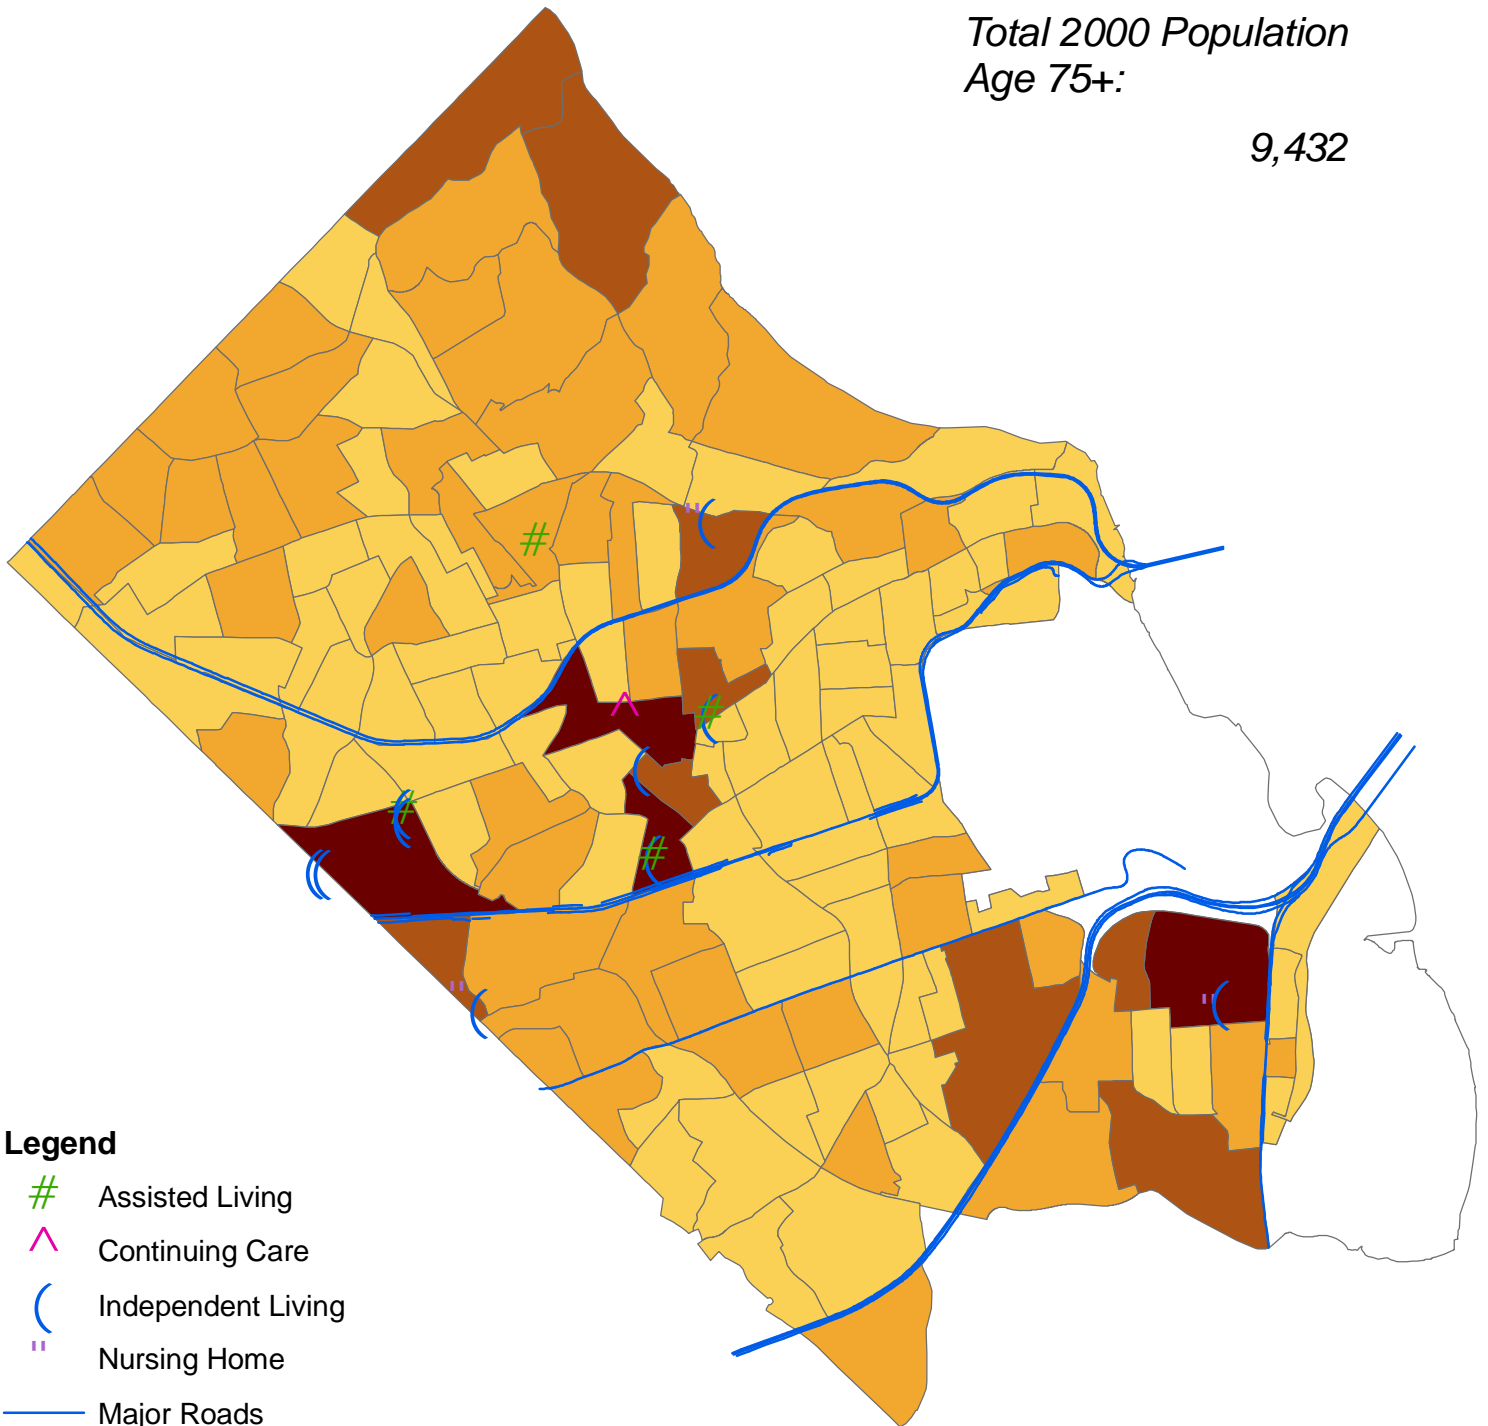 Total 2000 Population
Age 75+:
9,432
Legend
# Assisted Living
^ Continuing Care
( Independent Living
" Nursing Home
Major Roads